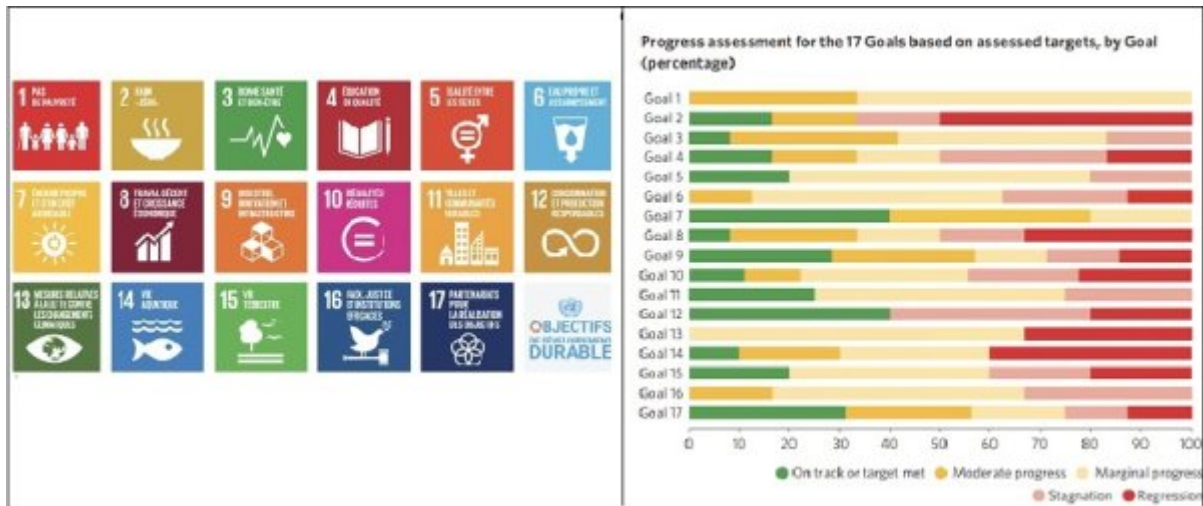 1 PAS
DE PAUVRETÉ
2 FAIM
«ZÉRO»
3 BONNE SANTÉ
ET BIEN-ÊTRE
4 ÉDUCATION
DE QUALITÉ
5 ÉGALITÉ ENTRE
LES SEXES
6 EAU PROPRE ET
ASSAINISSEMENT
7 ÉNERGIE PROPRE
ET D'UN COÛT
ABORDABLE
8 TRAVAIL DÉCENT
ET CROISSANCE
ÉCONOMIQUE
9 INDUSTRIE,
INNOVATION ET
INFRASTRUCTURE
10 INÉGALITÉS
RÉDUITES
11 VILLES ET
COMMUNAUTÉS
DURABLES
12 CONSOMMATION
ET PRODUCTION
RESPONSABLES
13 MESURES RELATIVES
À LA LUTTE CONTRE
LES CHANGEMENTS
CLIMATIQUES
14 VIE
AQUATIQUE
15 VIE
TERRESTRE
16 PAIX, JUSTICE
ET INSTITUTIONS
EFFICACES
17 PARTENARIATS
POUR
LA RÉALISATION
DES OBJECTIFS
OBJECTIFS
DE DÉVELOPPEMENT
DURABLE
Progress assessment for the 17 Goals based on assessed targets, by Goal
(percentage)
Goal 1
Goal 2
Goal 3
Goal 4
Goal 5
Goal 6
Goal 7
Goal 8
Goal 9
Goal 10
Goal 11
Goal 12
Goal 13
Goal 14
Goal 15
Goal 16
Goal 17
0 10 20 30 40 50 60 70 80 90 100
On track or target met Moderate progress Marginal progress
Stagnation Regression